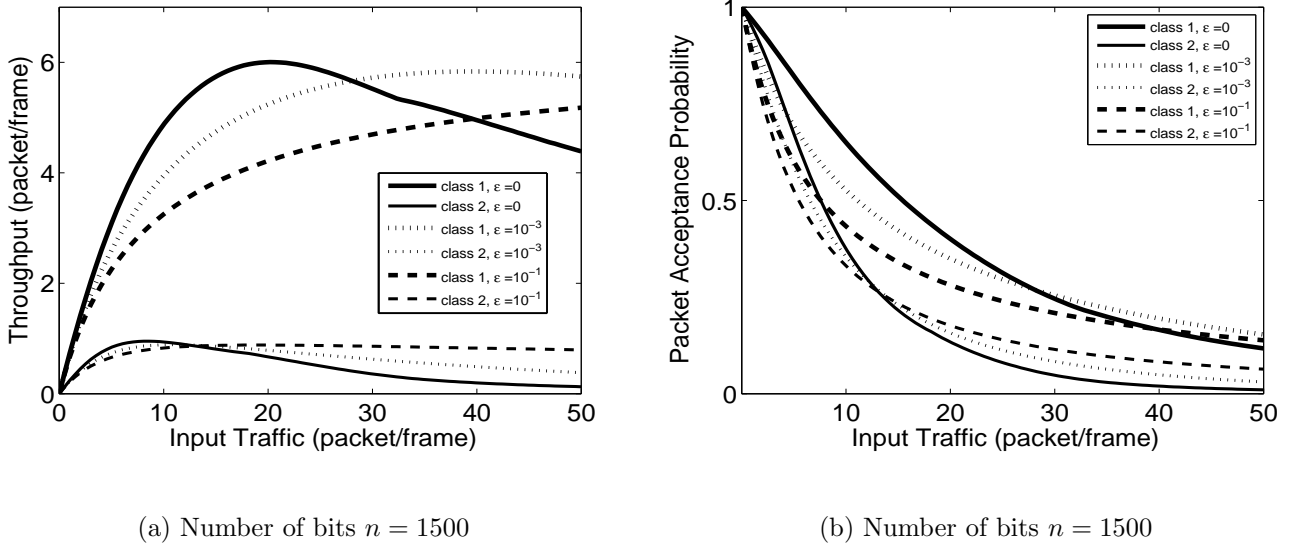 Throughput (packet/frame)
6
4
2
0
class 1, ε =0
class 2, ε =0
class 1, ε =10⁻³
class 2, ε =10⁻³
class 1, ε =10⁻¹
class 2, ε =10⁻¹
0 10 20 30 40 50
Input Traffic (packet/frame)
(a) Number of bits n = 1500
Packet Acceptance Probability
1
0.5
0
class 1, ε=0
class 2, ε=0
class 1, ε=10⁻³
class 2, ε=10⁻³
class 1, ε=10⁻¹
class 2, ε=10⁻¹
10 20 30 40 50
Input Traffic (packet/frame)
(b) Number of bits n = 1500